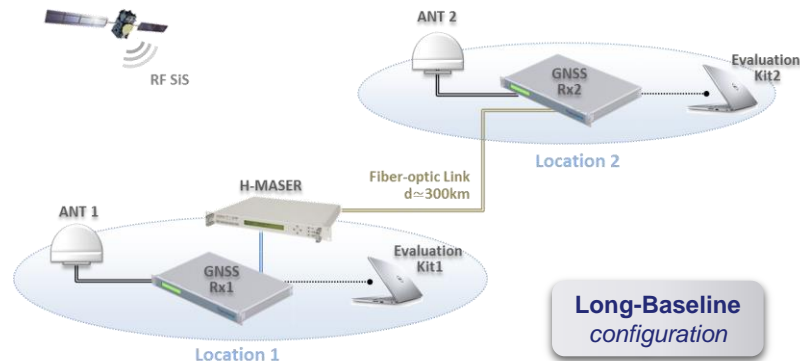 ANT 2
RF SiS
GNSS
Rx2
Evaluation
Kit2
Location 2
Fiber-optic Link
d≃300km
H-MASER
ANT 1
GNSS
Rx1
Evaluation
Kit1
Location 1
Long-Baseline
configuration